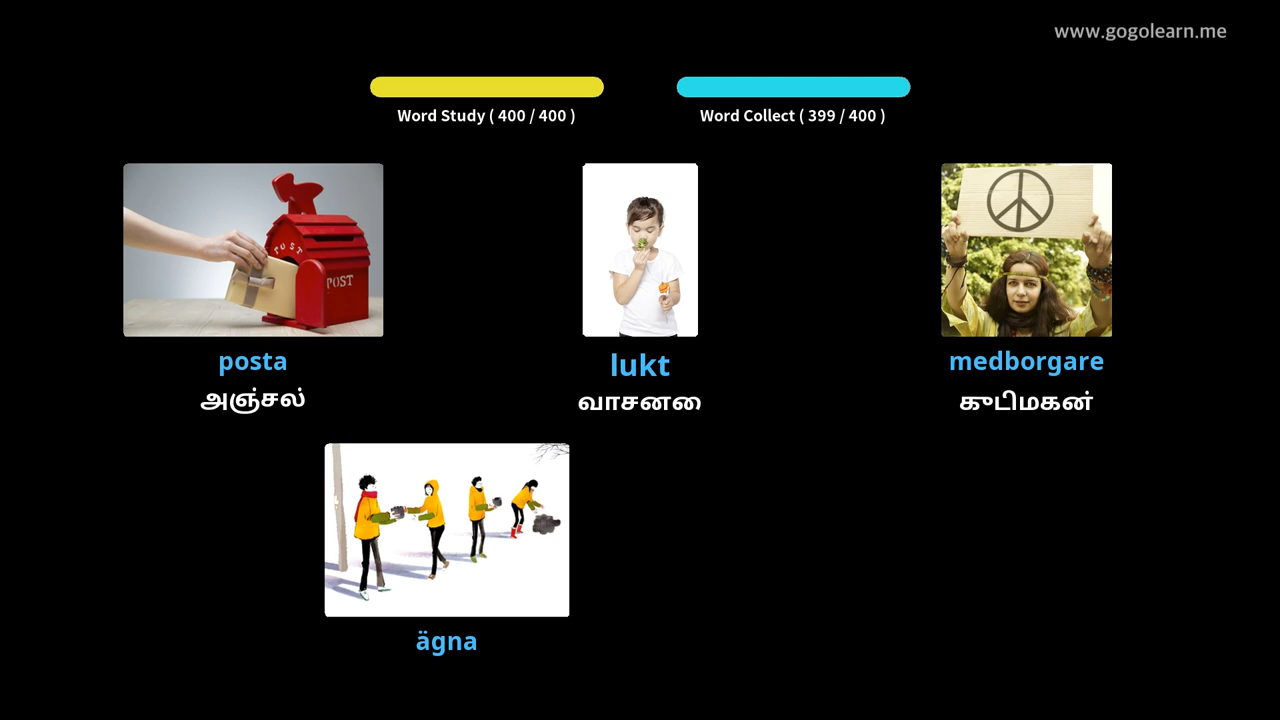 www.gogolearn.me
Word Study ( 400 / 400 )
Word Collect ( 399 / 400 )
POST
POST
posta
lukt
medborgare
அஞ்சல்
வாசனை
குடிமகன்
ägna